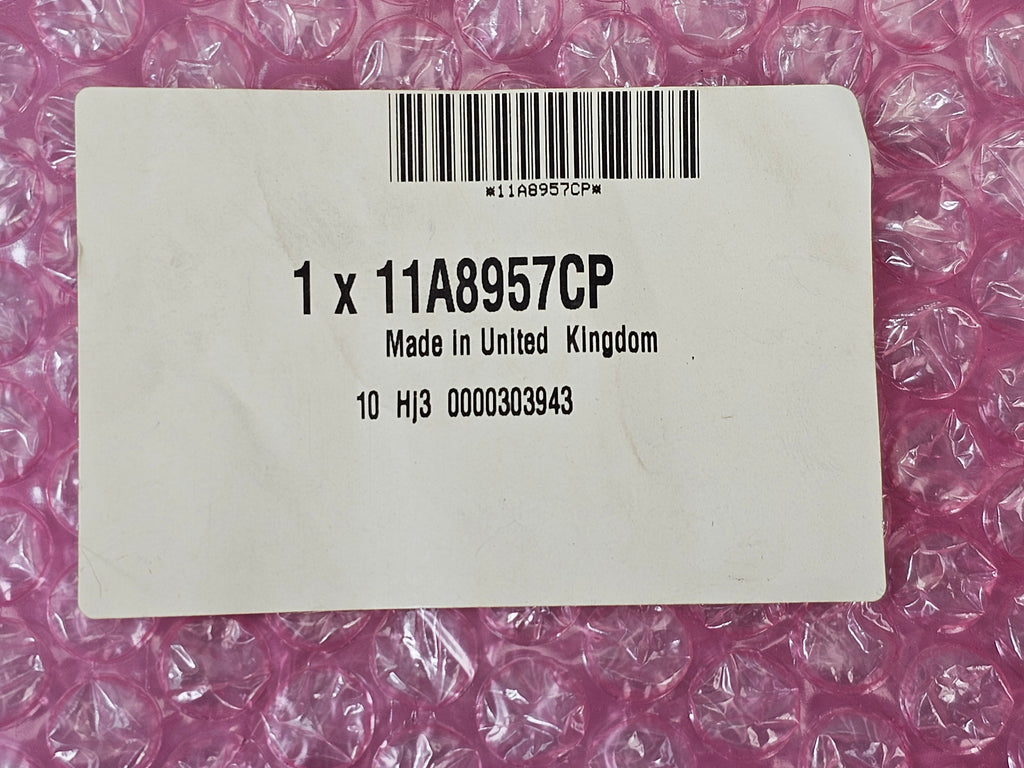 *11A8957CP*
1 x 11A8957CP
Made in United Kingdom
10 Hj3 0000303943